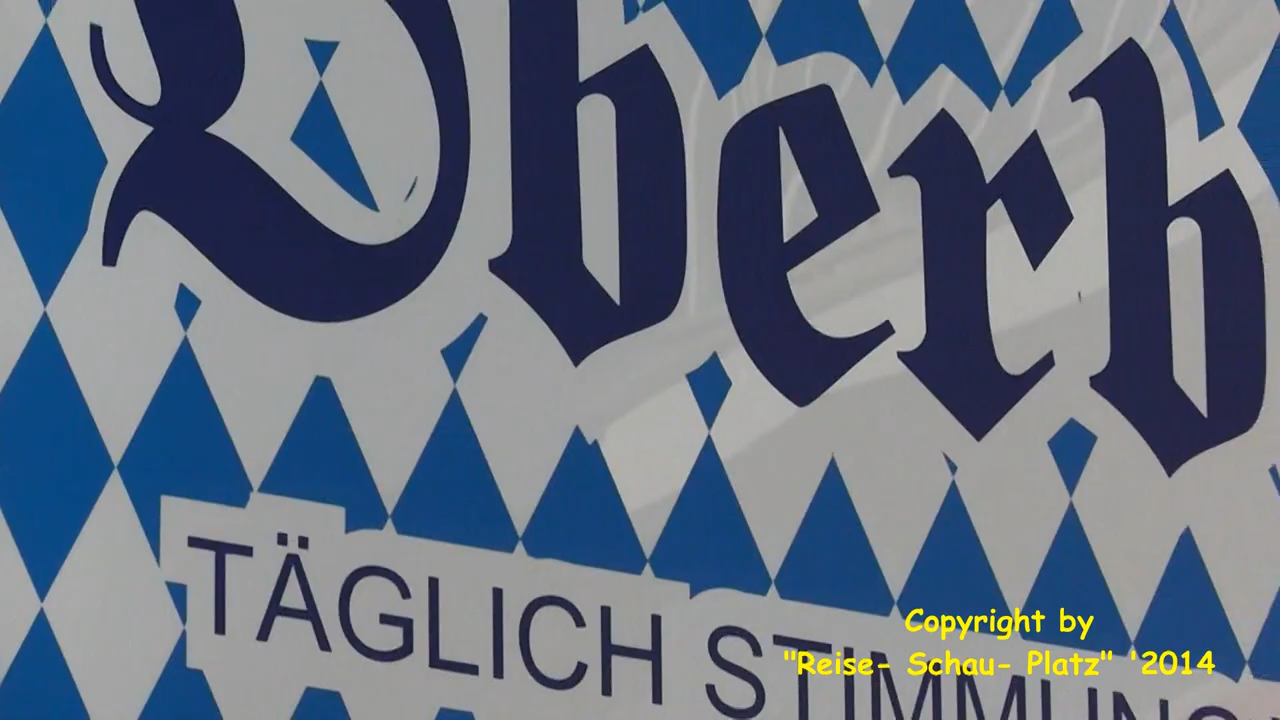 Oberb
TÄGLICH STIMMUNG
Copyright by
"Reise- Schau- Platz" '2014